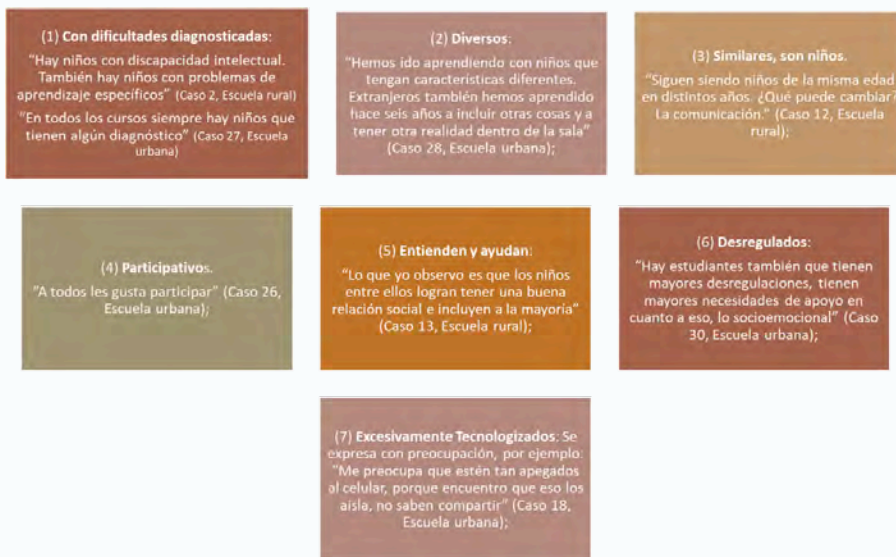 (1) Con dificultades diagnosticadas:
“Hay niños con discapacidad intelectual.
También hay niños con problemas de
aprendizaje específicos” (Caso 2, Escuela rural)
“En todos los cursos siempre hay niños que
tienen algún diagnóstico” (Caso 27, Escuela
urbana)
(2) Diversos:
“Hemos ido aprendiendo con niños que
tengan características diferentes.
Extranjeros también hemos aprendido
hace seis años a incluir otras cosas y a
tener otra realidad dentro de la sala”
(Caso 28, Escuela urbana);
(3) Similares, son niños.
“Siguen siendo niños de la misma edad
en distintos años. ¿Qué puede cambiar?
La comunicación.” (Caso 12, Escuela
rural);
(4) Participativos.
“A todos les gusta participar” (Caso 26,
Escuela urbana);
(5) Entienden y ayudan:
“Lo que yo observo es que los niños
entre ellos logran tener una buena
relación social e incluyen a la mayoría”
(Caso 13, Escuela rural);
(6) Desregulados:
“Hay estudiantes también que tienen
mayores desregulaciones, tienen
mayores necesidades de apoyo en
cuanto a eso, lo socioemocional” (Caso
30, Escuela urbana);
(7) Excesivamente Tecnologizados: Se
expresa con preocupación, por ejemplo:
“Me preocupa que estén tan apegados
al celular, porque encuentro que eso los
aísla, no saben compartir” (Caso 18,
Escuela urbana);